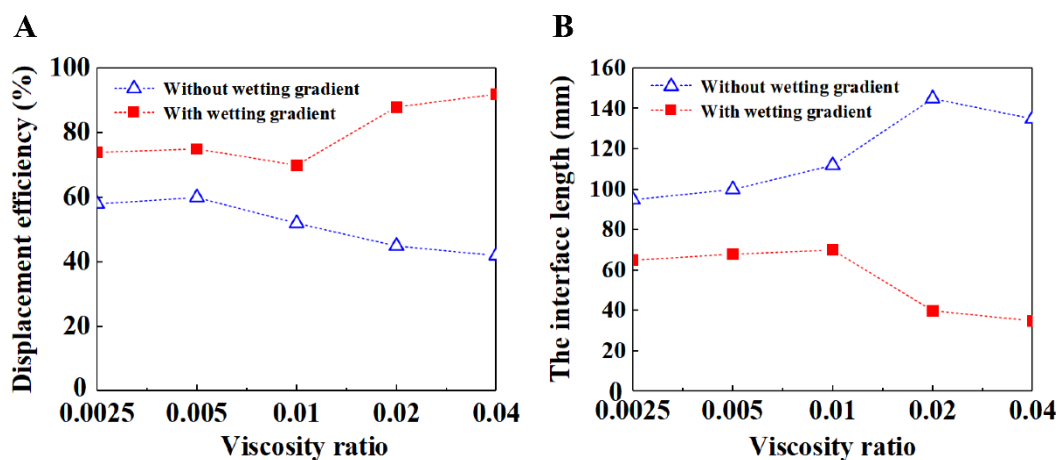 A
Displacement efficiency (%)
100
80
60
40
20
0
Without wetting gradient
With wetting gradient
0.0025 0.005 0.01 0.02 0.04
Viscosity ratio
B
The interface length (mm)
160
140
120
100
80
60
40
20
0
Without wetting gradient
With wetting gradient
0.0025 0.005 0.01 0.02 0.04
Viscosity ratio